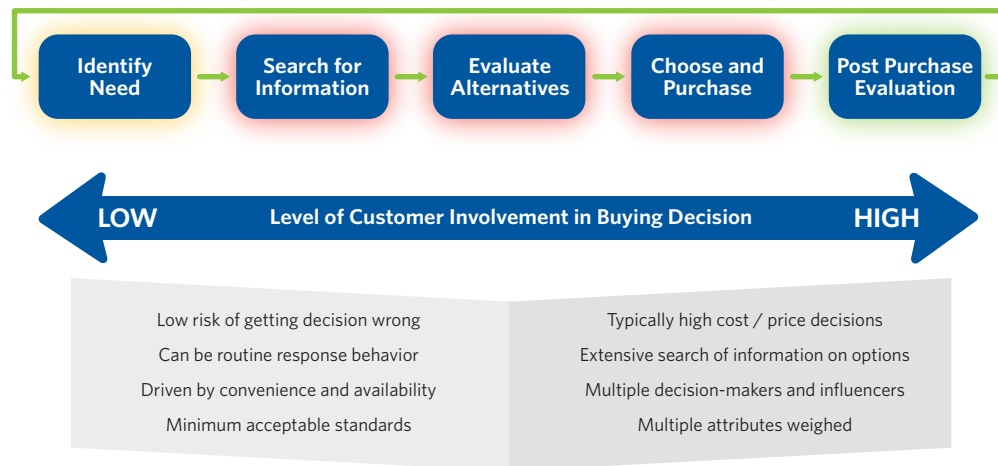 Identify
Need
Search for
Information
Evaluate
Alternatives
Choose and
Purchase
Post Purchase
Evaluation
LOW
Level of Customer Involvement in Buying Decision
HIGH
Low risk of getting decision wrong
Can be routine response behavior
Driven by convenience and availability
Minimum acceptable standards
Typically high cost / price decisions
Extensive search of information on options
Multiple decision-makers and influencers
Multiple attributes weighed